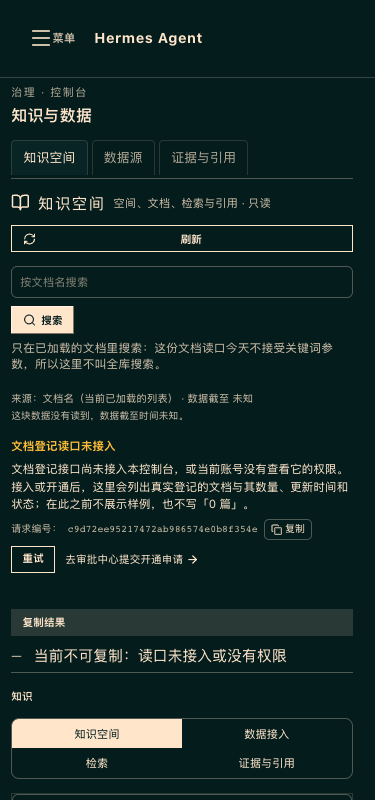 菜单 Hermes Agent
治理 · 控制台
知识与数据
知识空间 数据源 证据与引用
知识空间 空间、文档、检索与引用 · 只读
刷新
按文档名搜索
搜索
只在已加载的文档里搜索：这份文档读口今天不接受关键词参
数，所以这里不叫全库搜索。
来源：文档名（当前已加载的列表） · 数据截至 未知
这块数据没有读到，数据截至时间未知。
文档登记读口未接入
文档登记接口尚未接入本控制台，或当前账号没有查看它的权限。
接入或开通后，这里会列出真实登记的文档与其数量、更新时间和
状态；在此之前不展示样例，也不写「0 篇」。
请求编号： c9d72ee95217472ab986574e0b8f354e 复制
重试 去审批中心提交开通申请 →
复制结果
— 当前不可复制：读口未接入或没有权限
知识
知识空间 数据接入
检索 证据与引用